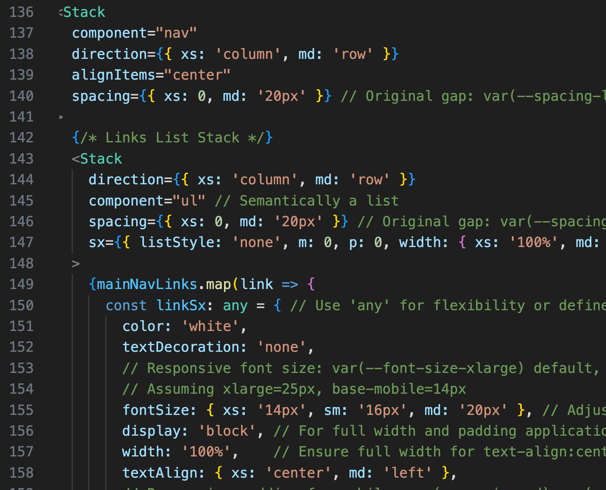 136 <Stack
137 component="nav"
138 direction={{ xs: 'column', md: 'row' }}
139 alignItems="center"
140 spacing={{ xs: 0, md: '20px' }} // Original gap: var(--spacing-l
141 >
142 {/* Links List Stack */}
143 <Stack
144 direction={{ xs: 'column', md: 'row' }}
145 component="ul" // Semantically a list
146 spacing={{ xs: 0, md: '20px' }} // Original gap: var(--spacing
147 sx={{ listStyle: 'none', m: 0, p: 0, width: { xs: '100%', md:
148 >
149 {mainNavLinks.map(link => {
150 const linkSx: any = { // Use 'any' for flexibility or define
151 color: 'white',
152 textDecoration: 'none',
153 // Responsive font size: var(--font-size-xlarge) default,
154 // Assuming xlarge=25px, base-mobile=14px
155 fontSize: { xs: '14px', sm: '16px', md: '20px' }, // Adjus
156 display: 'block', // For full width and padding applicatio
157 width: '100%', // Ensure full width for text-align:cent
158 textAlign: { xs: 'center', md: 'left' },